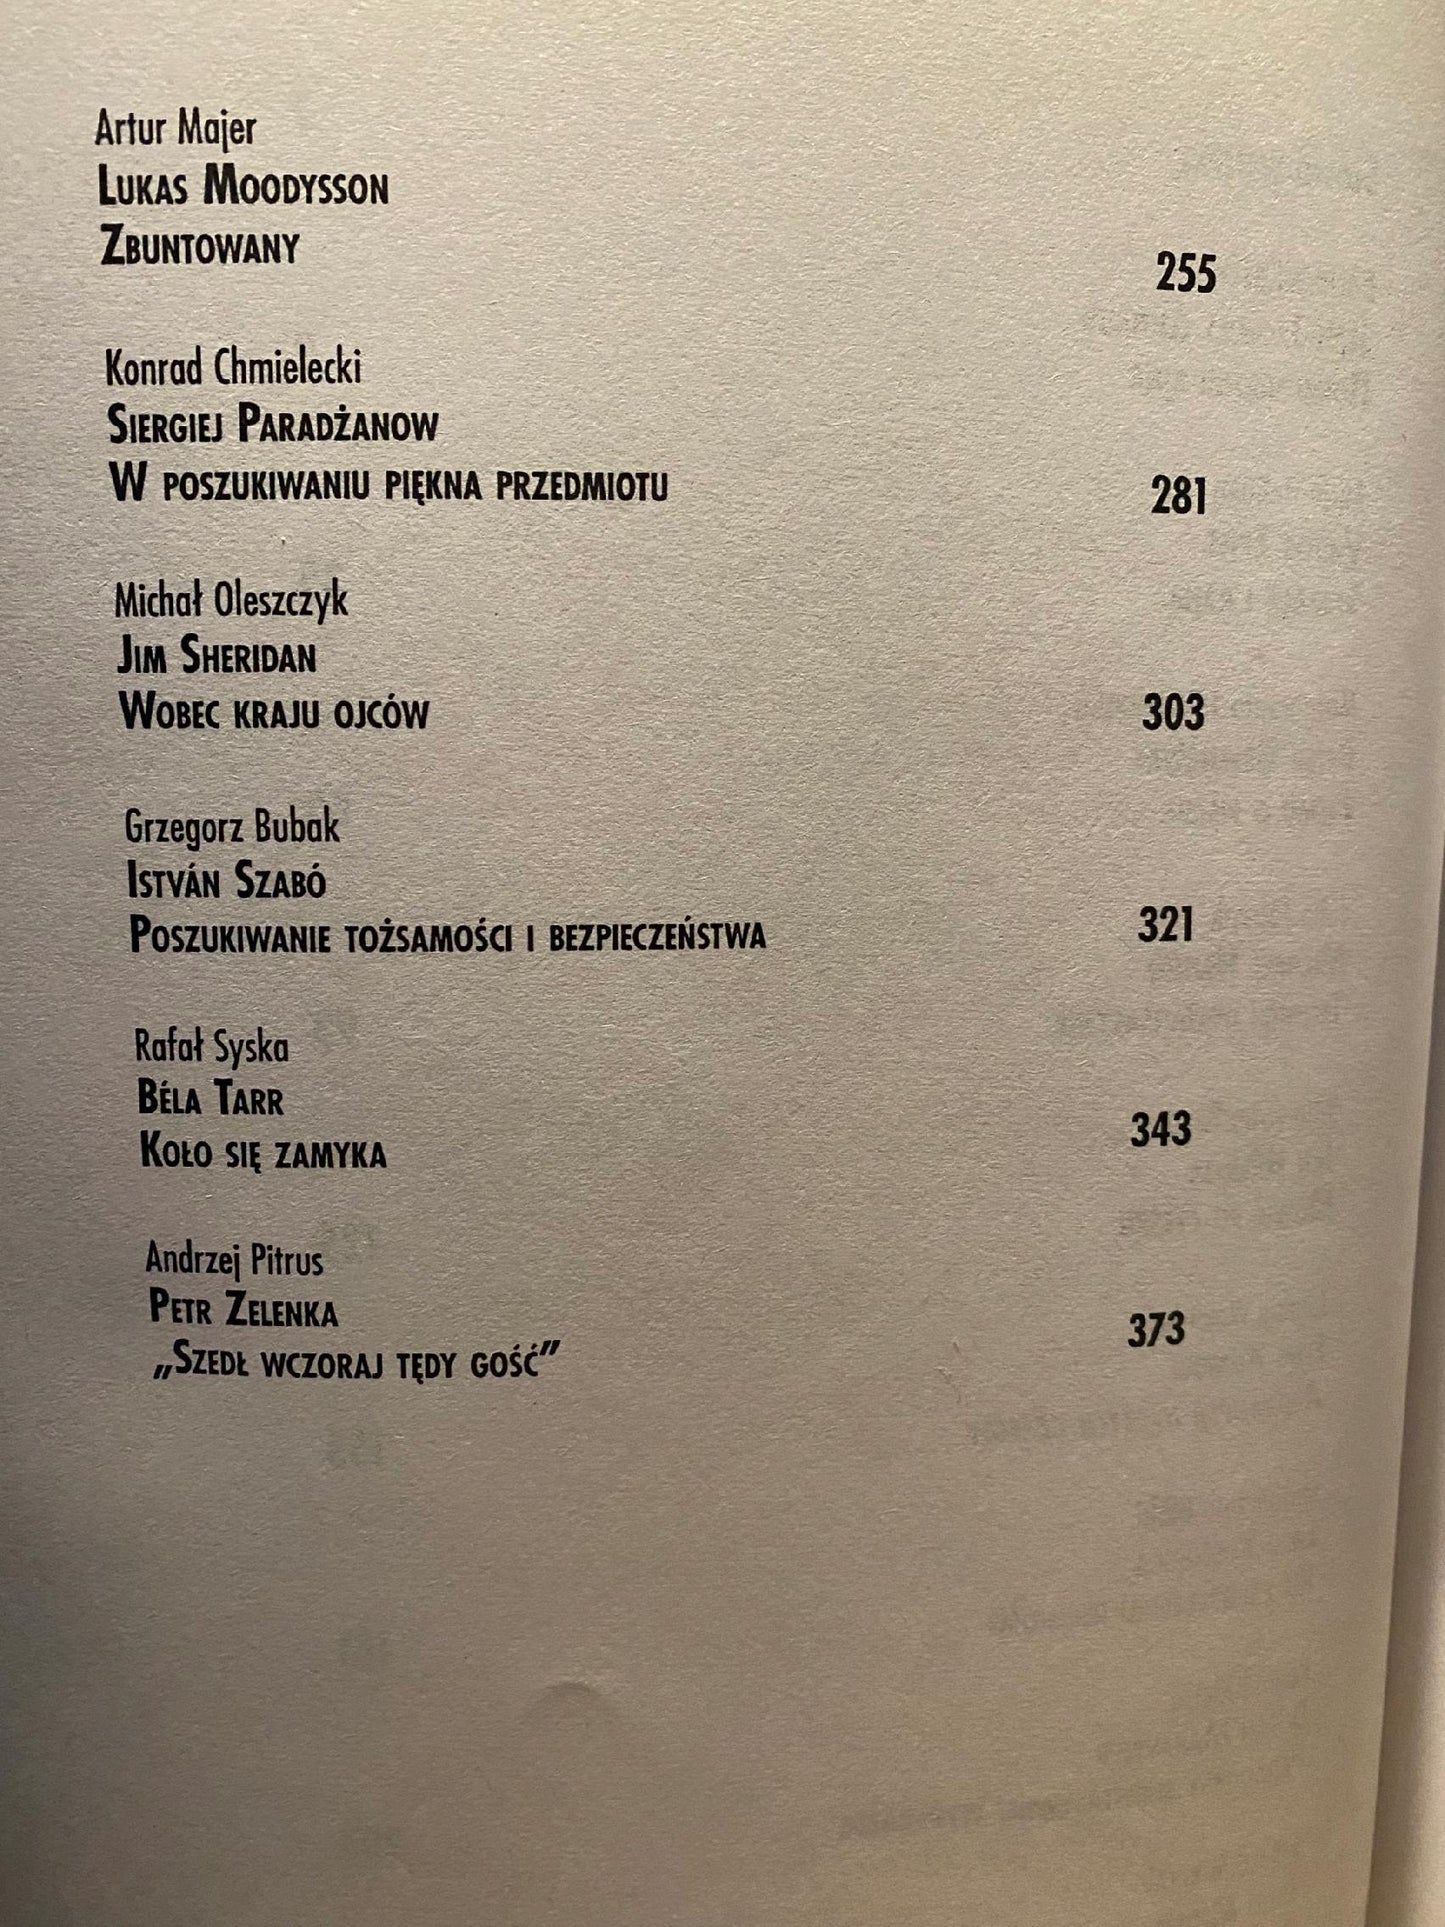 Artur Majer
Lukas Moodysson
Zbuntowany
255
Konrad Chmielecki
Siergiej Paradżanow
W poszukiwaniu piękna przedmiotu
281
Michał Oleszczyk
Jim Sheridan
Wobec kraju ojców
303
Grzegorz Bubak
István Szabó
Poszukiwanie tożsamości i bezpieczeństwa
321
Rafał Syska
Béla Tarr
Koło się zamyka
343
Andrzej Pitrus
Petr Zelenka
„Szedł wczoraj tędy gość”
373